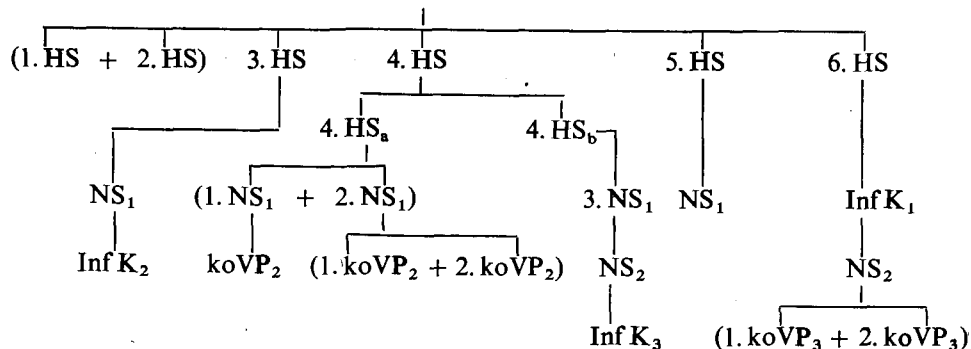 (1. HS + 2. HS) 3. HS 4. HS 5. HS 6. HS
4. HSₐ 4. HS_b
NS₁ (1. NS₁ + 2. NS₁) 3. NS₁ NS₁ Inf K₁
Inf K₂ koVP₂ (1. koVP₂ + 2. koVP₂) NS₂ NS₂
Inf K₃ (1. koVP₃ + 2. koVP₃)